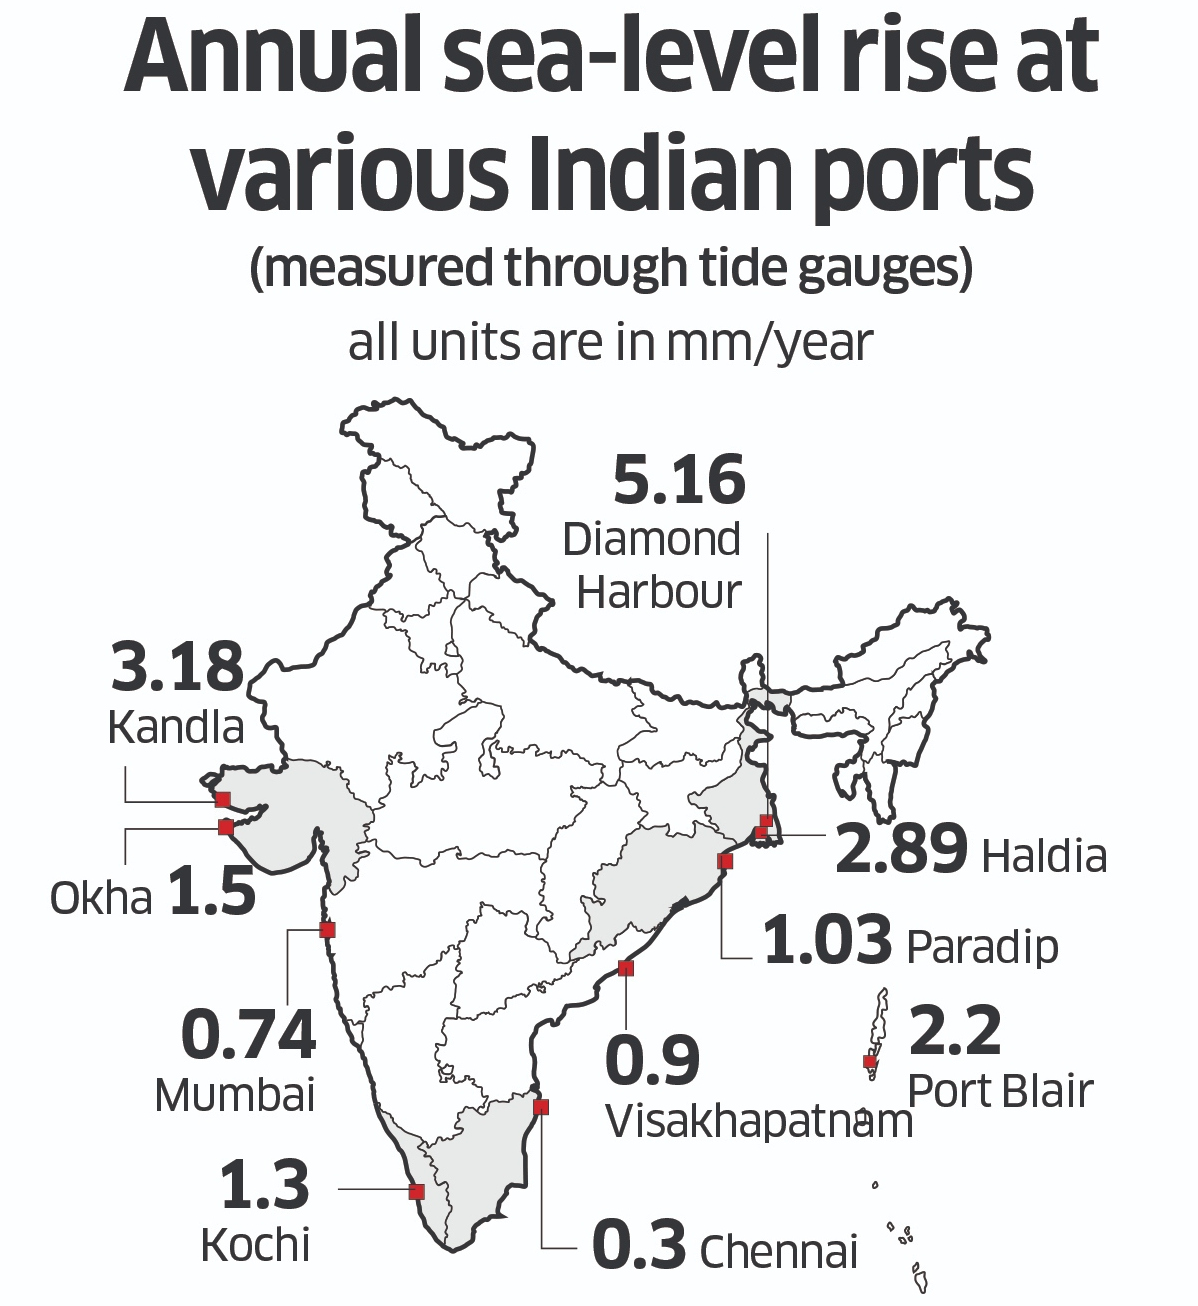 Annual sea-level rise at
various Indian ports
(measured through tide gauges)
all units are in mm/year
5.16
Diamond
Harbour
3.18
Kandla
Okha 1.5
2.89 Haldia
1.03 Paradip
0.74
Mumbai
0.9
Visakhapatnam
2.2
Port Blair
1.3
Kochi
0.3 Chennai